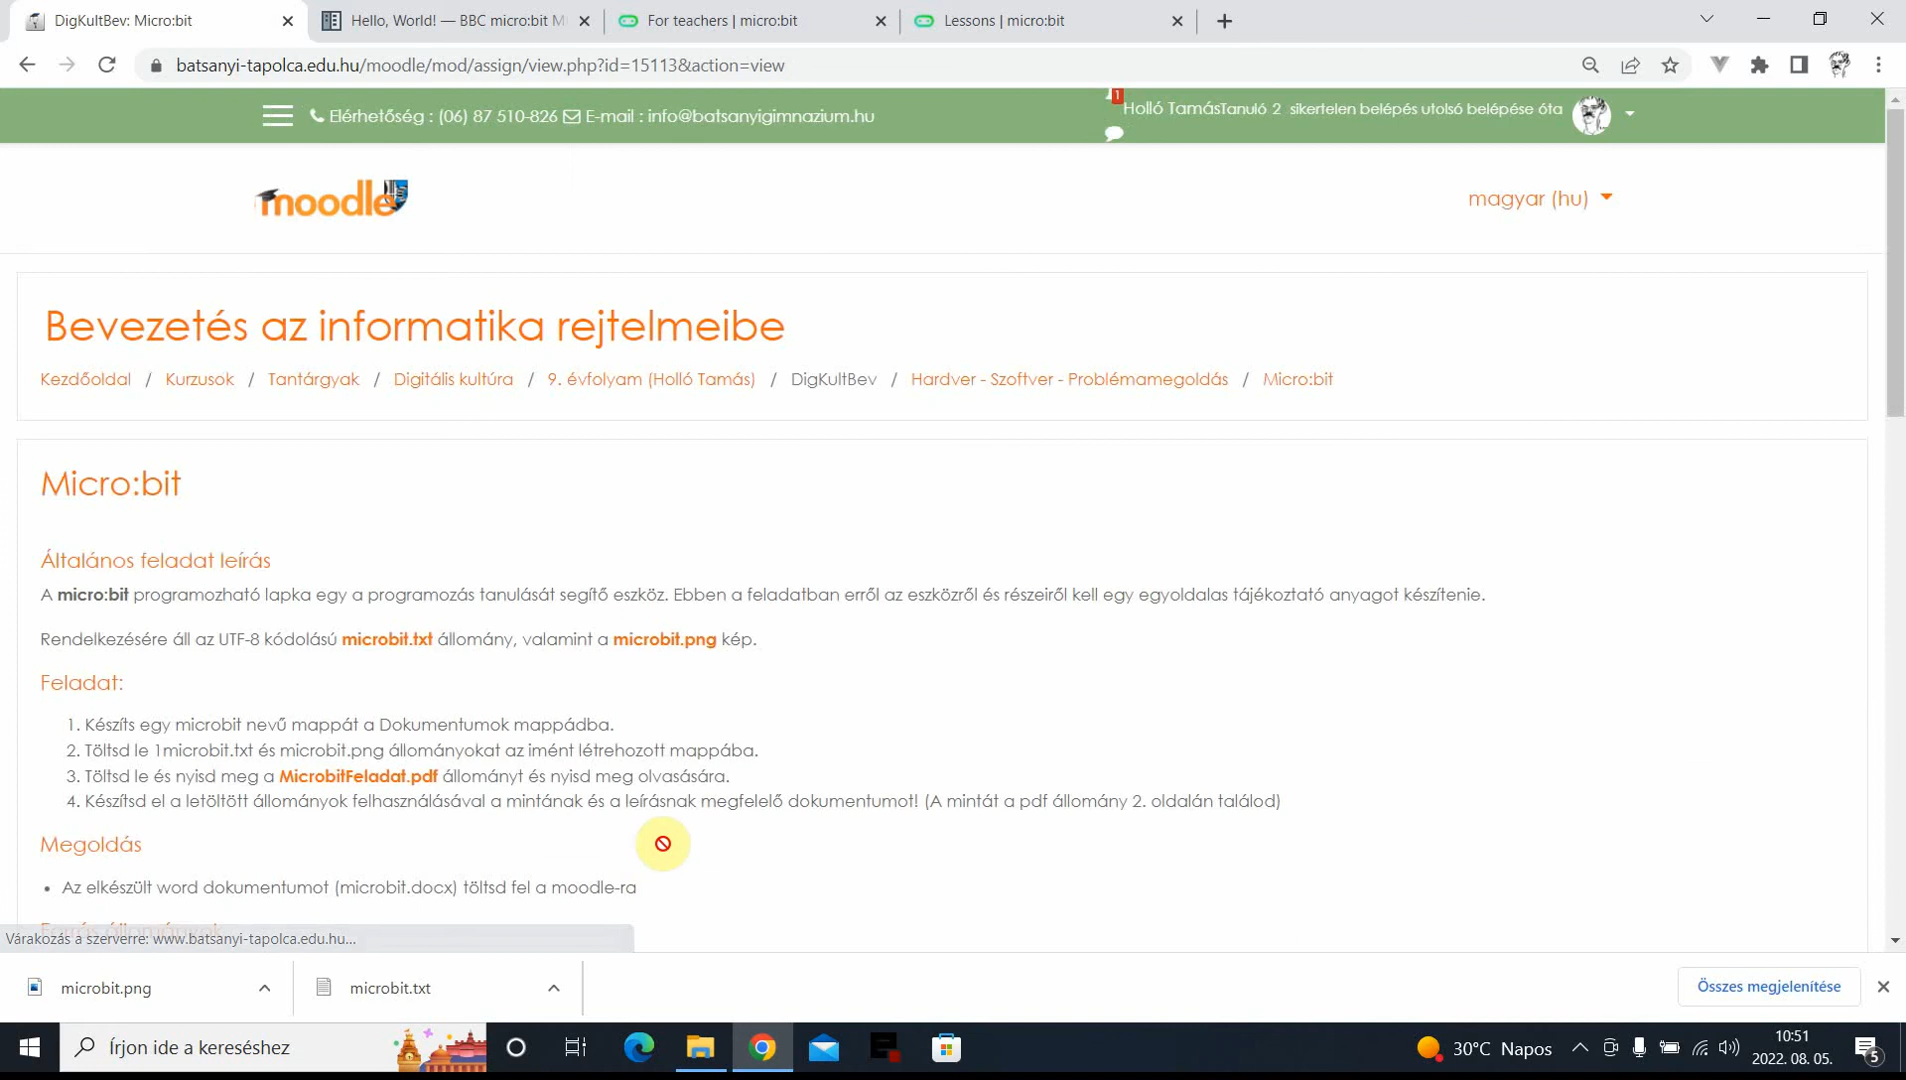 DigKultBev: Micro:bit
Hello, World! — BBC micro:bit M
For teachers | micro:bit
Lessons | micro:bit
batsanyi-tapolca.edu.hu/moodle/mod/assign/view.php?id=15113&action=view
Elérhetőség : (06) 87 510-826 E-mail : info@batsanyigimnazium.hu
1
Holló TamásTanuló 2 sikertelen belépés utolsó belépése óta
moodle
magyar (hu)
Bevezetés az informatika rejtelmeibe
Kezdőoldal / Kurzusok / Tantárgyak / Digitális kultúra / 9. évfolyam (Holló Tamás) / DigKultBev / Hardver - Szoftver - Problémamegoldás / Micro:bit
Micro:bit
Általános feladat leírás
A micro:bit programozható lapka egy a programozás tanulását segítő eszköz. Ebben a feladatban erről az eszközről és részeiről kell egy egyoldalas tájékoztató anyagot készítenie.
Rendelkezésére áll az UTF-8 kódolású microbit.txt állomány, valamint a microbit.png kép.
Feladat:
1. Készíts egy microbit nevű mappát a Dokumentumok mappádba.
2. Töltsd le 1microbit.txt és microbit.png állományokat az imént létrehozott mappába.
3. Töltsd le és nyisd meg a MicrobitFeladat.pdf állományt és nyisd meg olvasására.
4. Készítsd el a letöltött állományok felhasználásával a mintának és a leírásnak megfelelő dokumentumot! (A mintát a pdf állomány 2. oldalán találod)
Megoldás
• Az elkészült word dokumentumot (microbit.docx) töltsd fel a moodle-ra
Forrás állományok
Várakozás a szerverre: www.batsanyi-tapolca.edu.hu...
microbit.png
microbit.txt
Összes megjelenítése
Írjon ide a kereséshez
30°C Napos
10:51
2022. 08. 05.
5